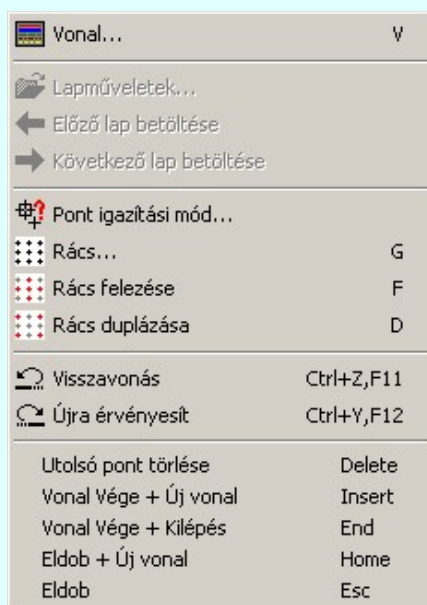 Vonal... V
Lapműveletek...
Előző lap betöltése
Következő lap betöltése
Pont igazítási mód...
Rács... G
Rács felezése F
Rács duplázása D
Visszavonás Ctrl+Z,F11
Újra érvényesít Ctrl+Y,F12
Utolsó pont törlése Delete
Vonal Vége + Új vonal Insert
Vonal Vége + Kilépés End
Eldob + Új vonal Home
Eldob Esc